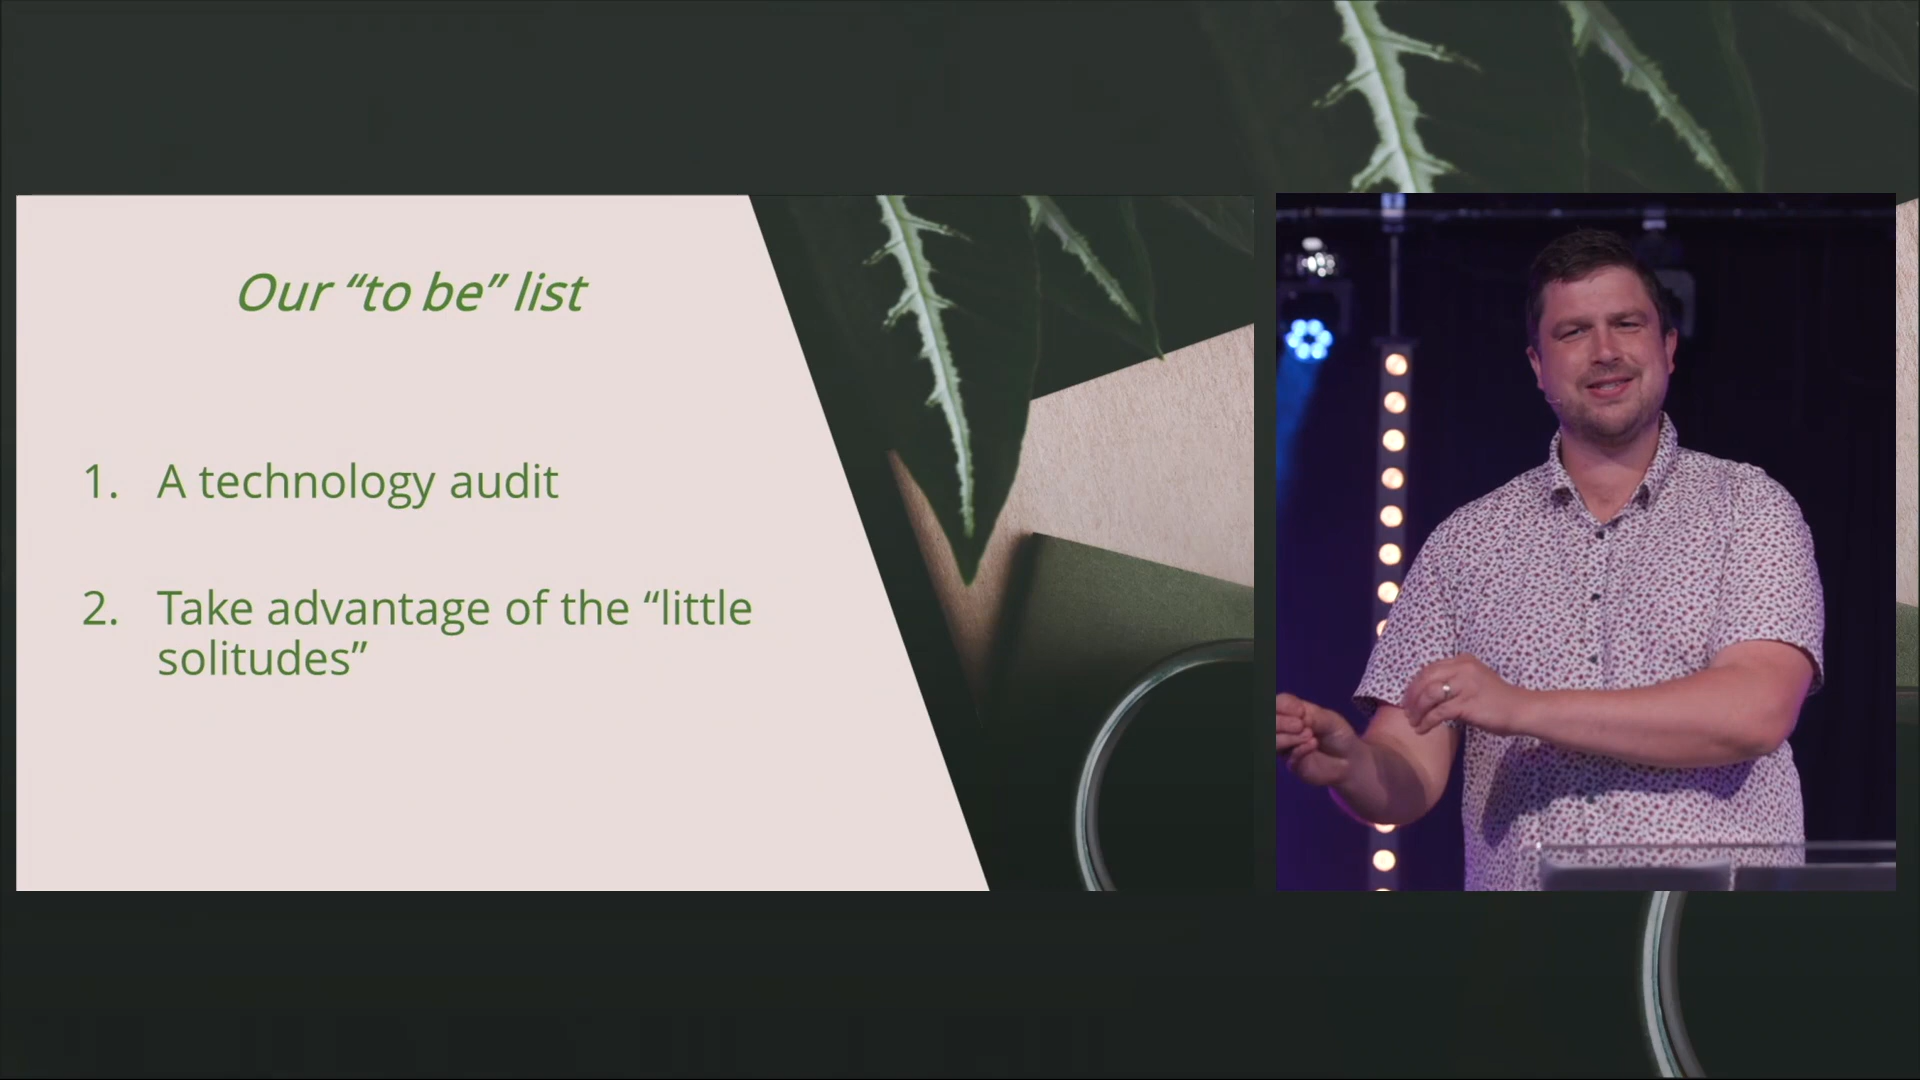 Our “to be” list
1. A technology audit
2. Take advantage of the “little
solitudes”